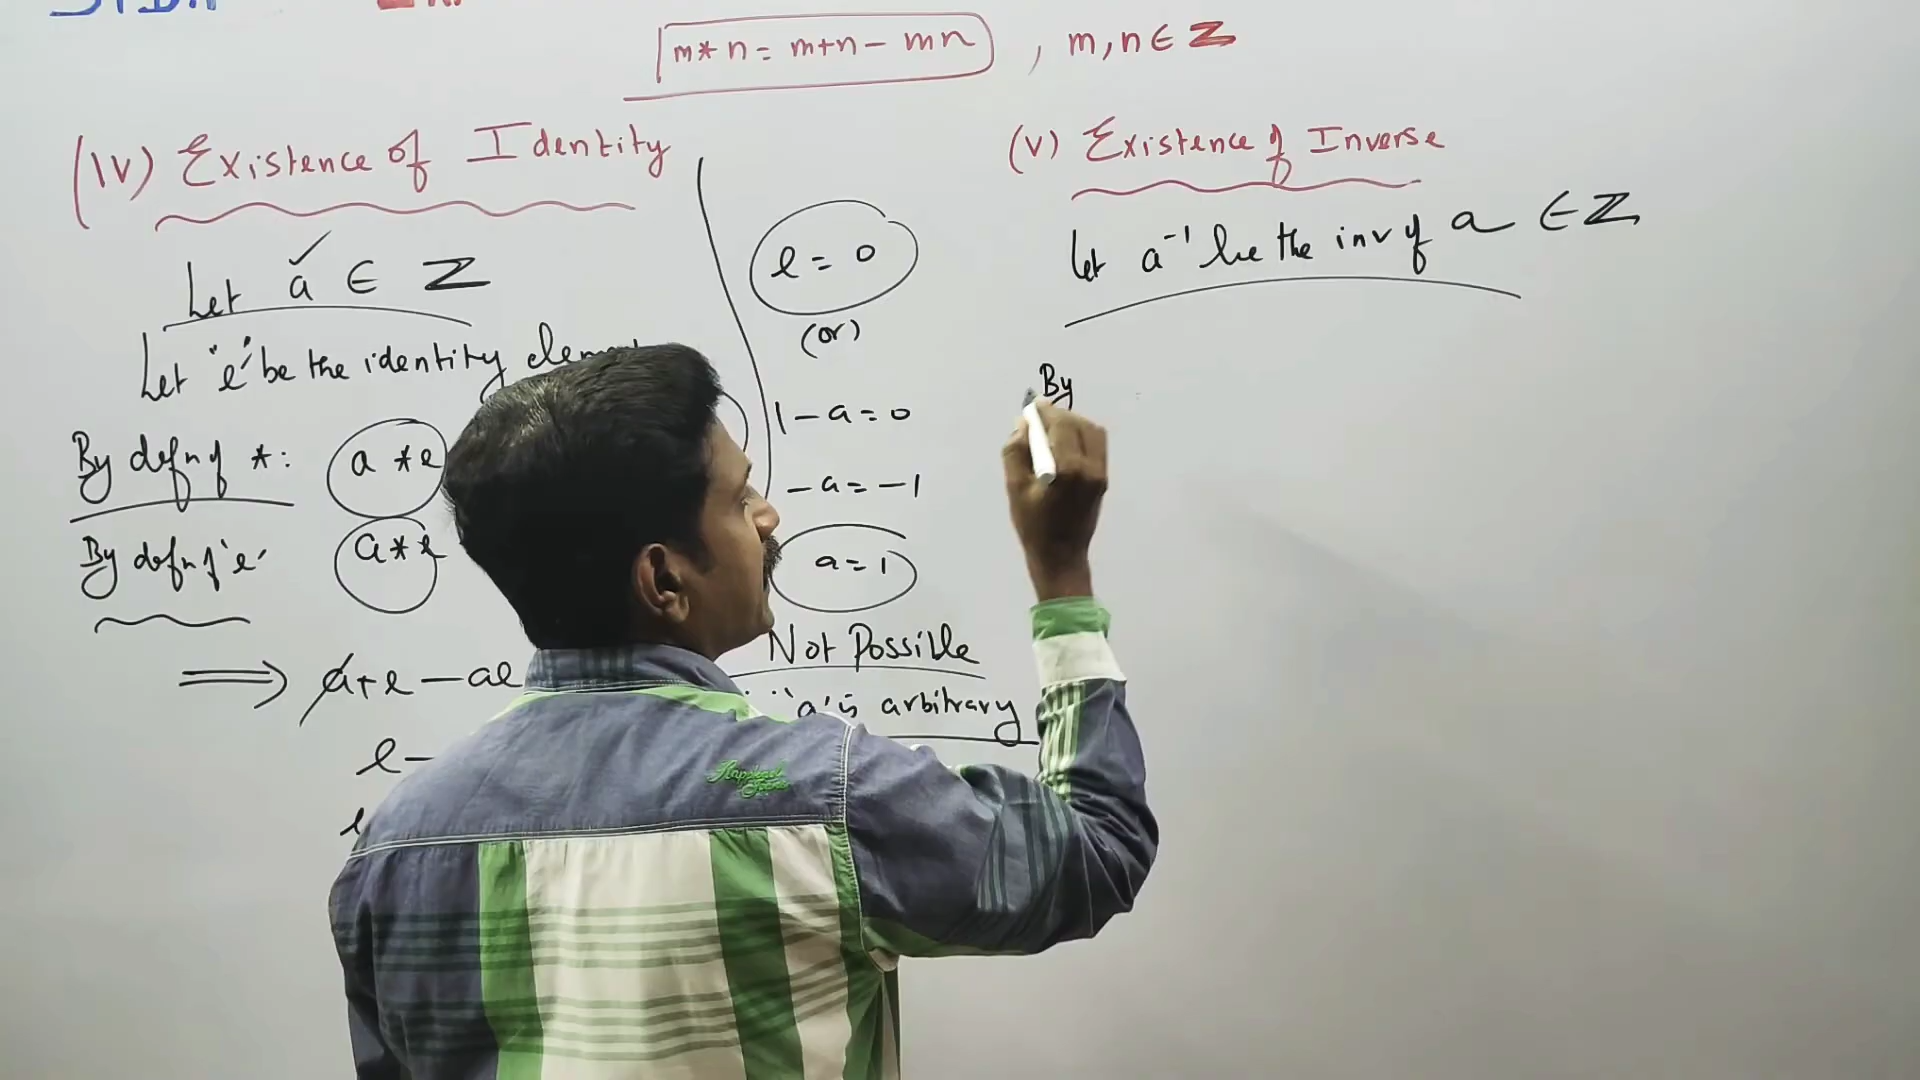 m * n = m+n - mn , m, n ∈ ℤ
(IV) Existence of Identity
Let a ∈ ℤ
Let 'e' be the identity
By defn of * : a * e
By defn of 'e' a * e
⟹ a+e - ae
e -
e = 0
(or)
1 - a = 0
- a = -1
a = 1
Not Possible
'a' is arbitrary
(V) Existence of Inverse
Let a⁻¹ be the inv of a ∈ ℤ
By